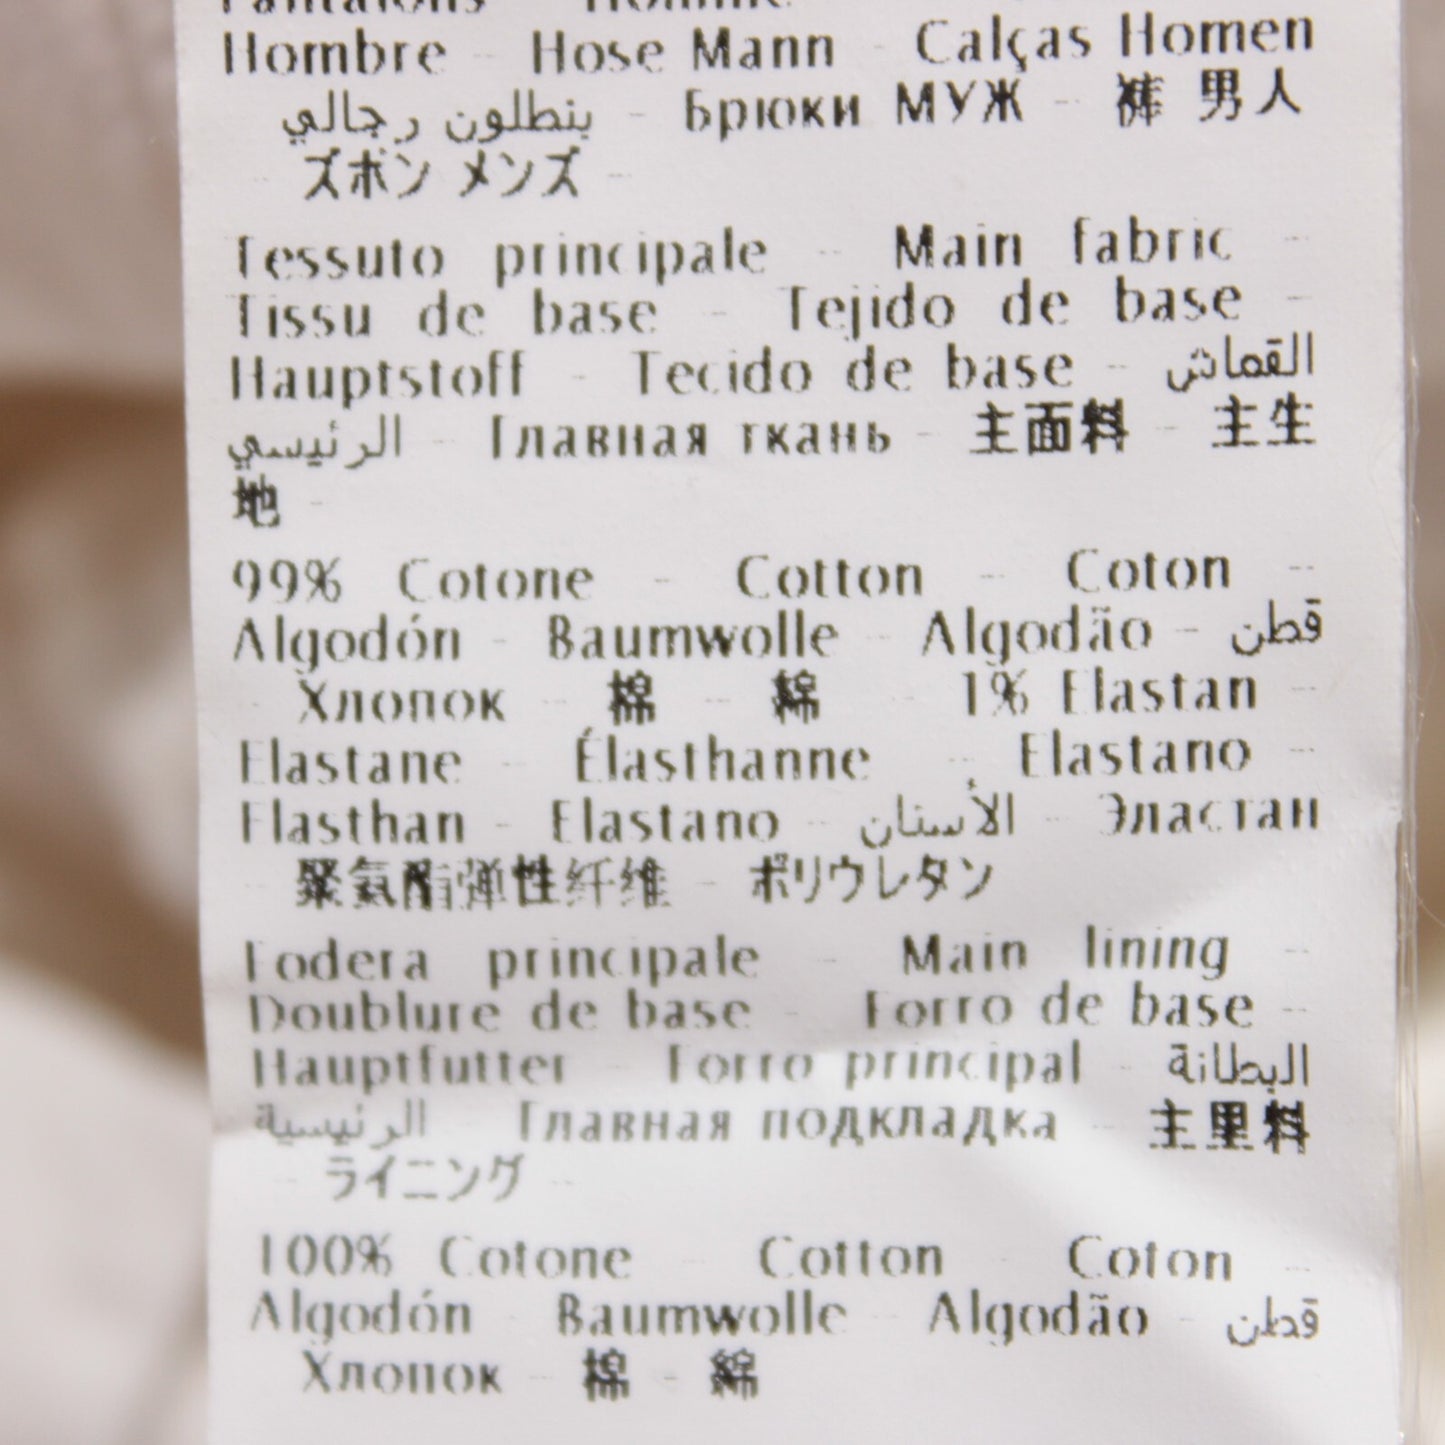 Pantalons - Homme
Hombre - Hose Mann - Calças Homen
بنطلون رجالي - Брюки МУЖ - 裤 男人
- ズボン メンズ -
Tessuto principale - Main fabric -
Tissu de base - Tejido de base -
Hauptstoff - Tecido de base - القماش
الرئيسي - Главная ткань - 主面料 - 主生
地 -
99% Cotone - Cotton - Coton -
Algodón - Baumwolle - Algodão - قطن
- Хлопок - 棉 - 綿 1% Elastan -
Elastane - Élasthanne - Elastano -
Elasthan - Elastano - الأسنان - Эластан
- 聚氨酯弹性纤维 - ポリウレタン
Fodera principale - Main lining -
Doublure de base - Forro de base -
Hauptfutter - Forro principal - البطانة
الرئيسية - Главная подкладка - 主里料
- ライニング -
100% Cotone - Cotton - Coton -
Algodón - Baumwolle - Algodão - قطن
- Хлопок - 棉 - 綿